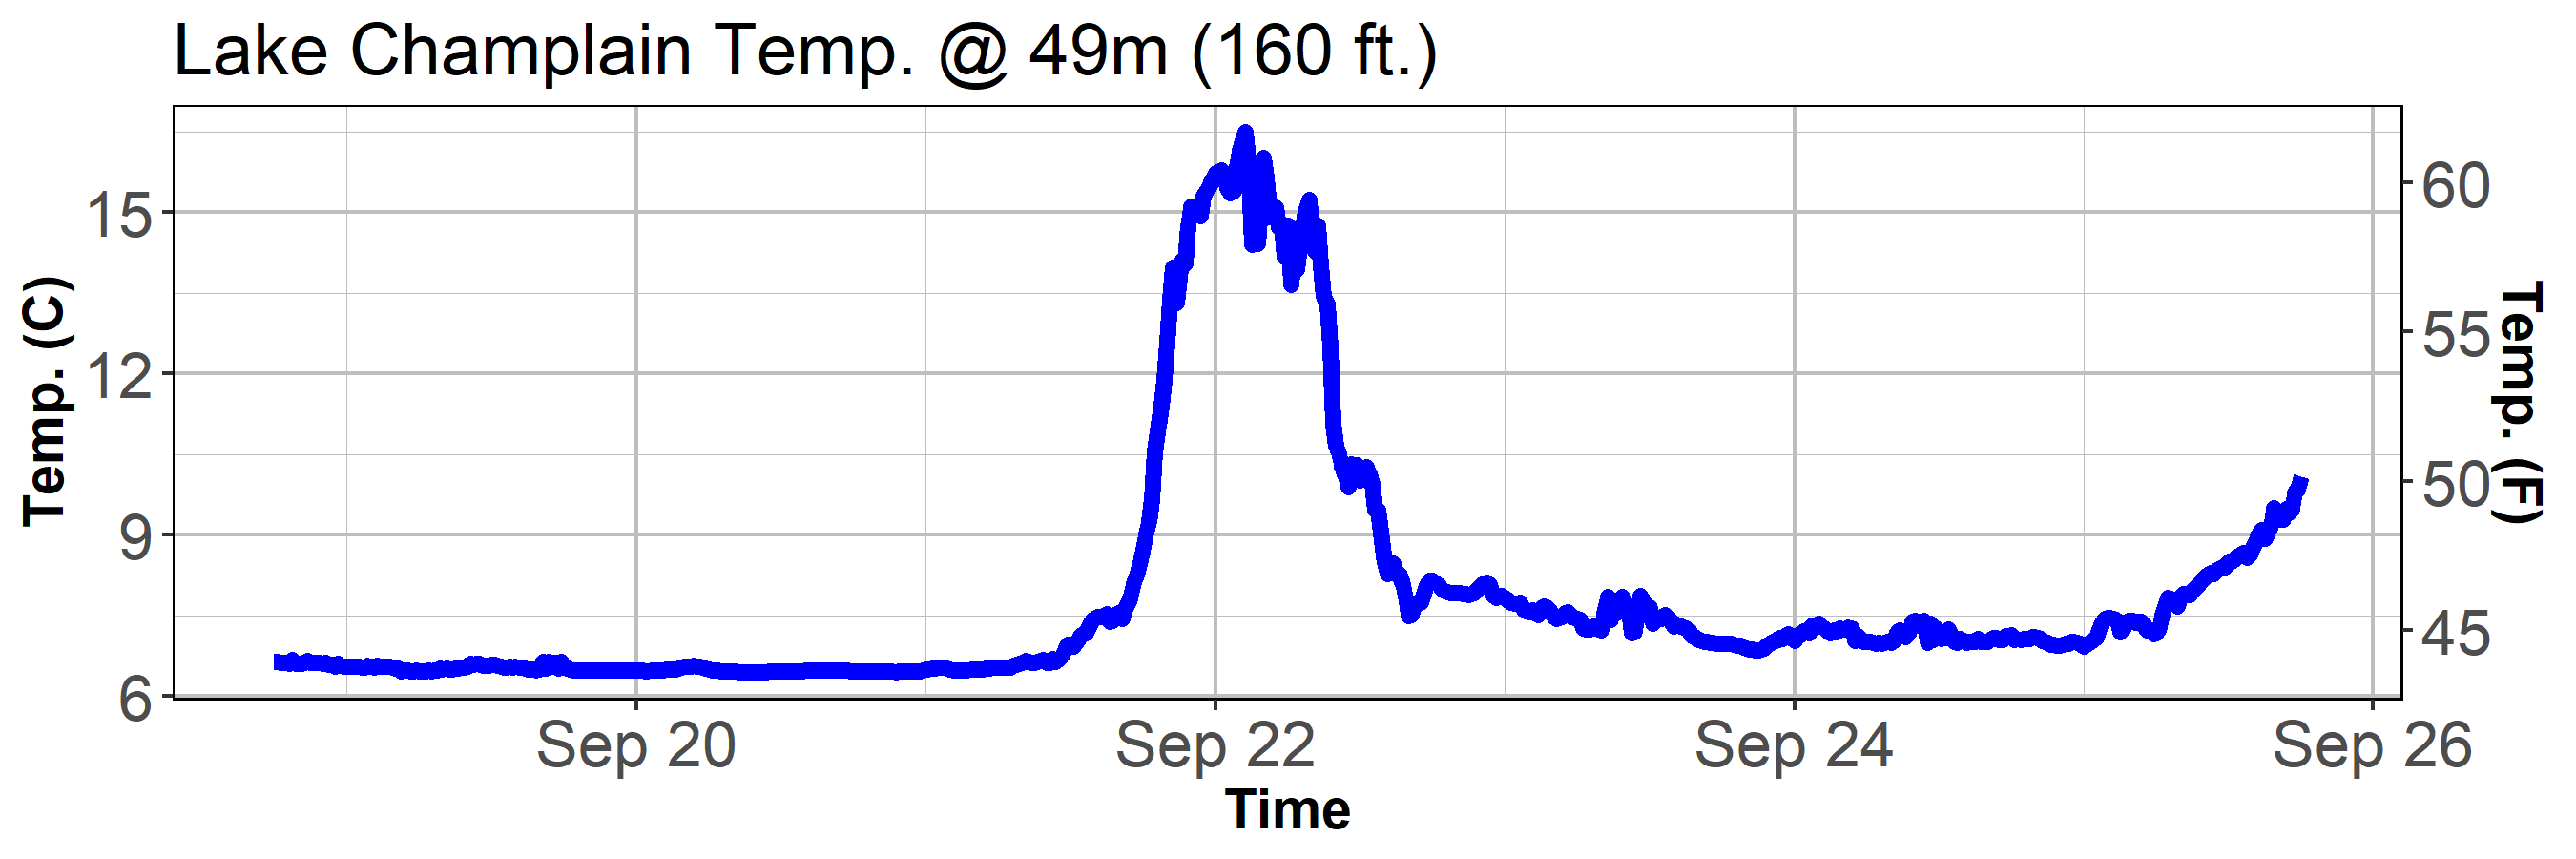 Lake Champlain Temp. @ 49m (160 ft.)
Temp. (C)
15
12
9
6
60
55
50
45
Temp. (F)
Sep 20
Sep 22
Sep 24
Sep 26
Time